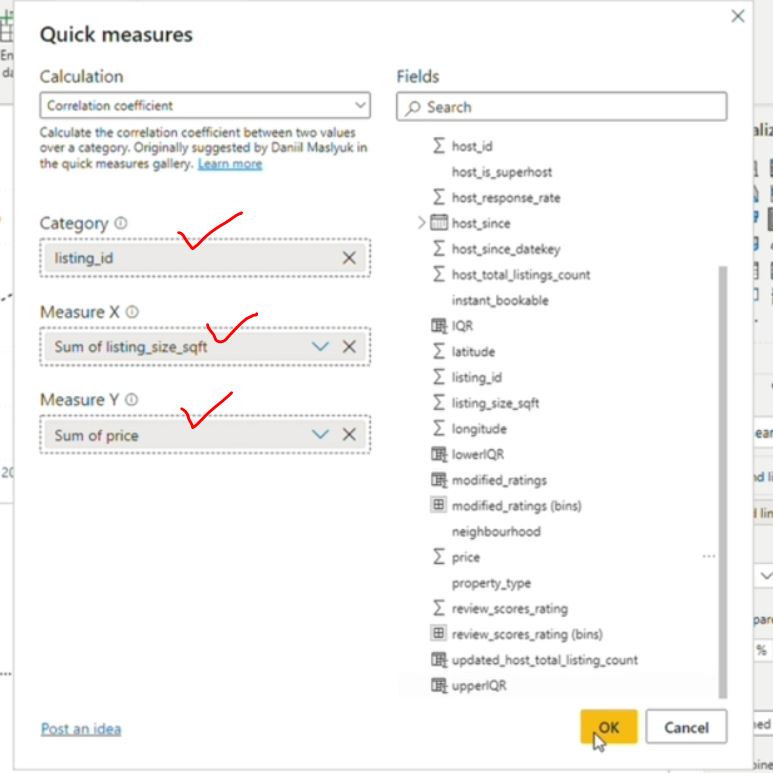 Quick measures
Calculation
Correlation coefficient
Calculate the correlation coefficient between two values
over a category. Originally suggested by Daniil Maslyuk in
the quick measures gallery. Learn more
Category
listing_id
Measure X
Sum of listing_size_sqft
Measure Y
Sum of price
Post an idea
Fields
Search
host_id
host_is_superhost
host_response_rate
host_since
host_since_datekey
host_total_listings_count
instant_bookable
IQR
latitude
listing_id
listing_size_sqft
longitude
lowerIQR
modified_ratings
modified_ratings (bins)
neighbourhood
price
property_type
review_scores_rating
review_scores_rating (bins)
updated_host_total_listing_count
upperIQR
OK
Cancel
20
%